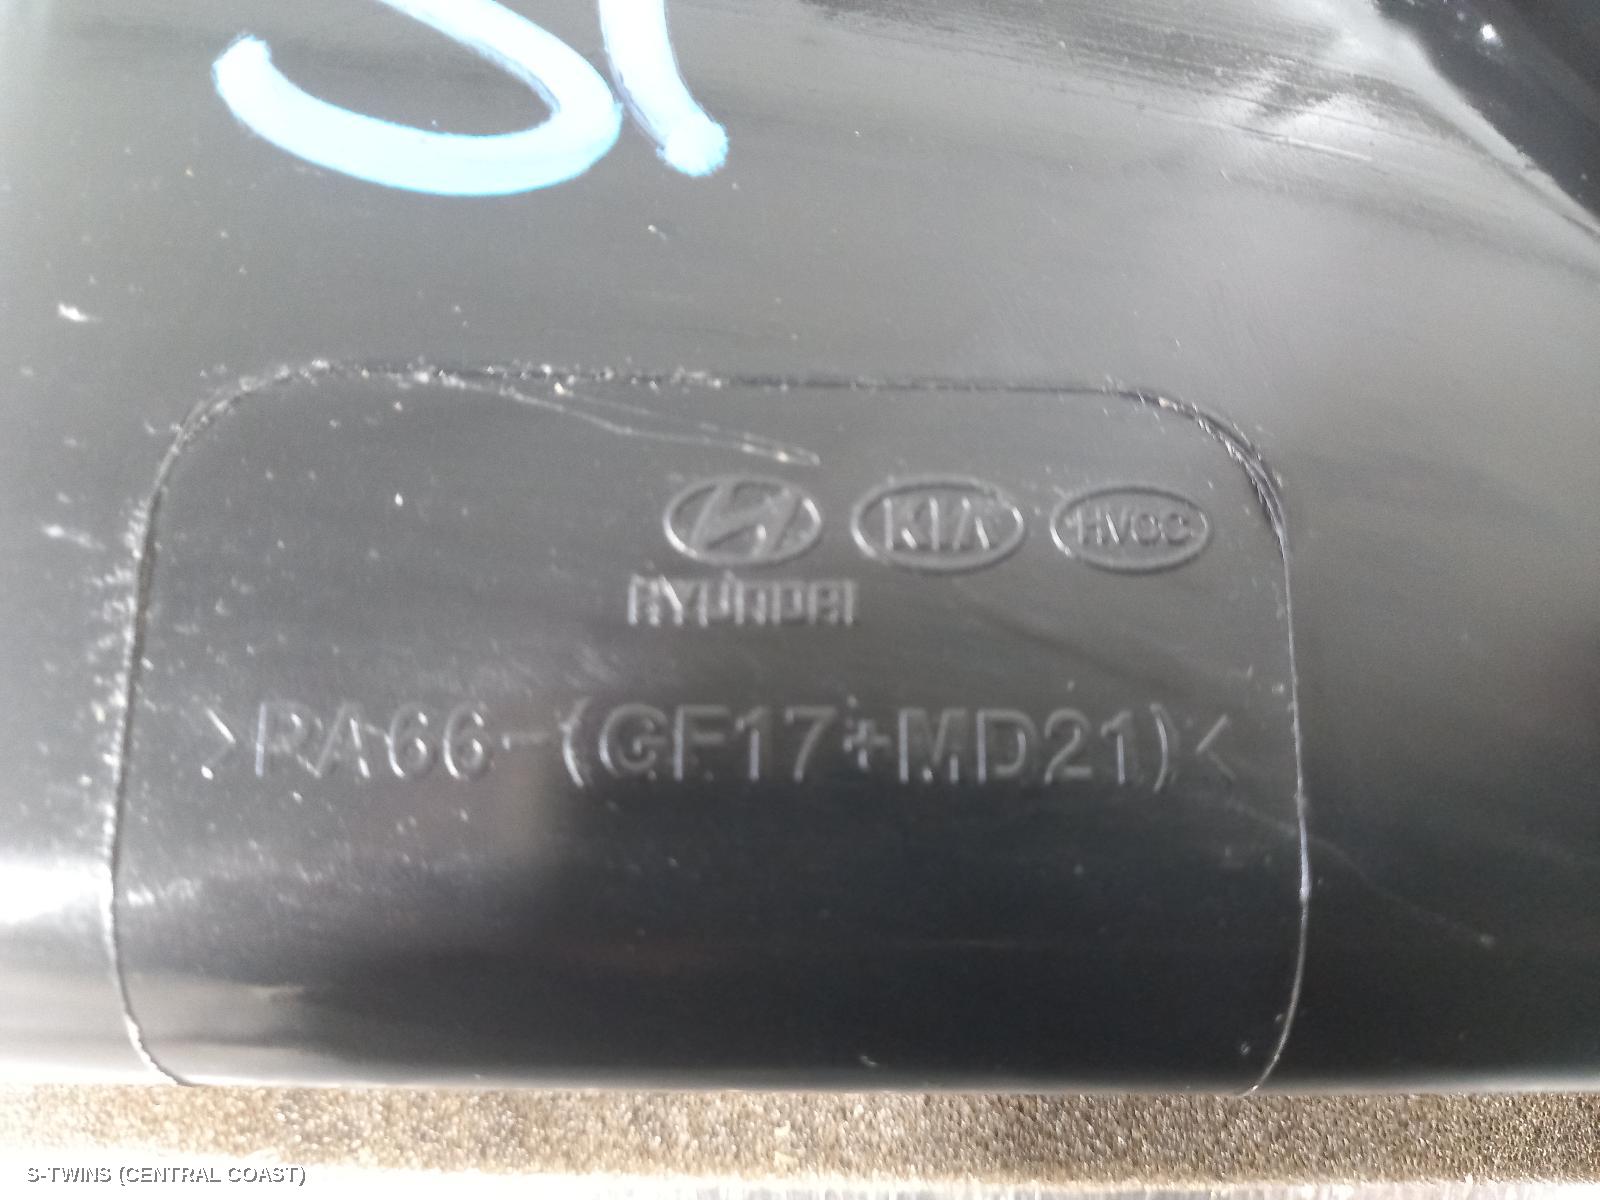 KIA HVCC
HYUNDAI
>PA66-(GF17+MD21)<
S-TWINS (CENTRAL COAST)